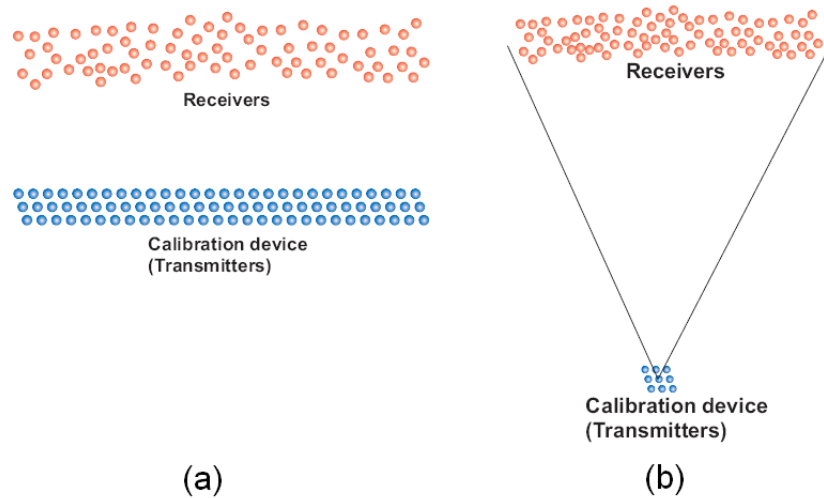 Receivers
Calibration device
(Transmitters)
(a)
Receivers
Calibration device
(Transmitters)
(b)